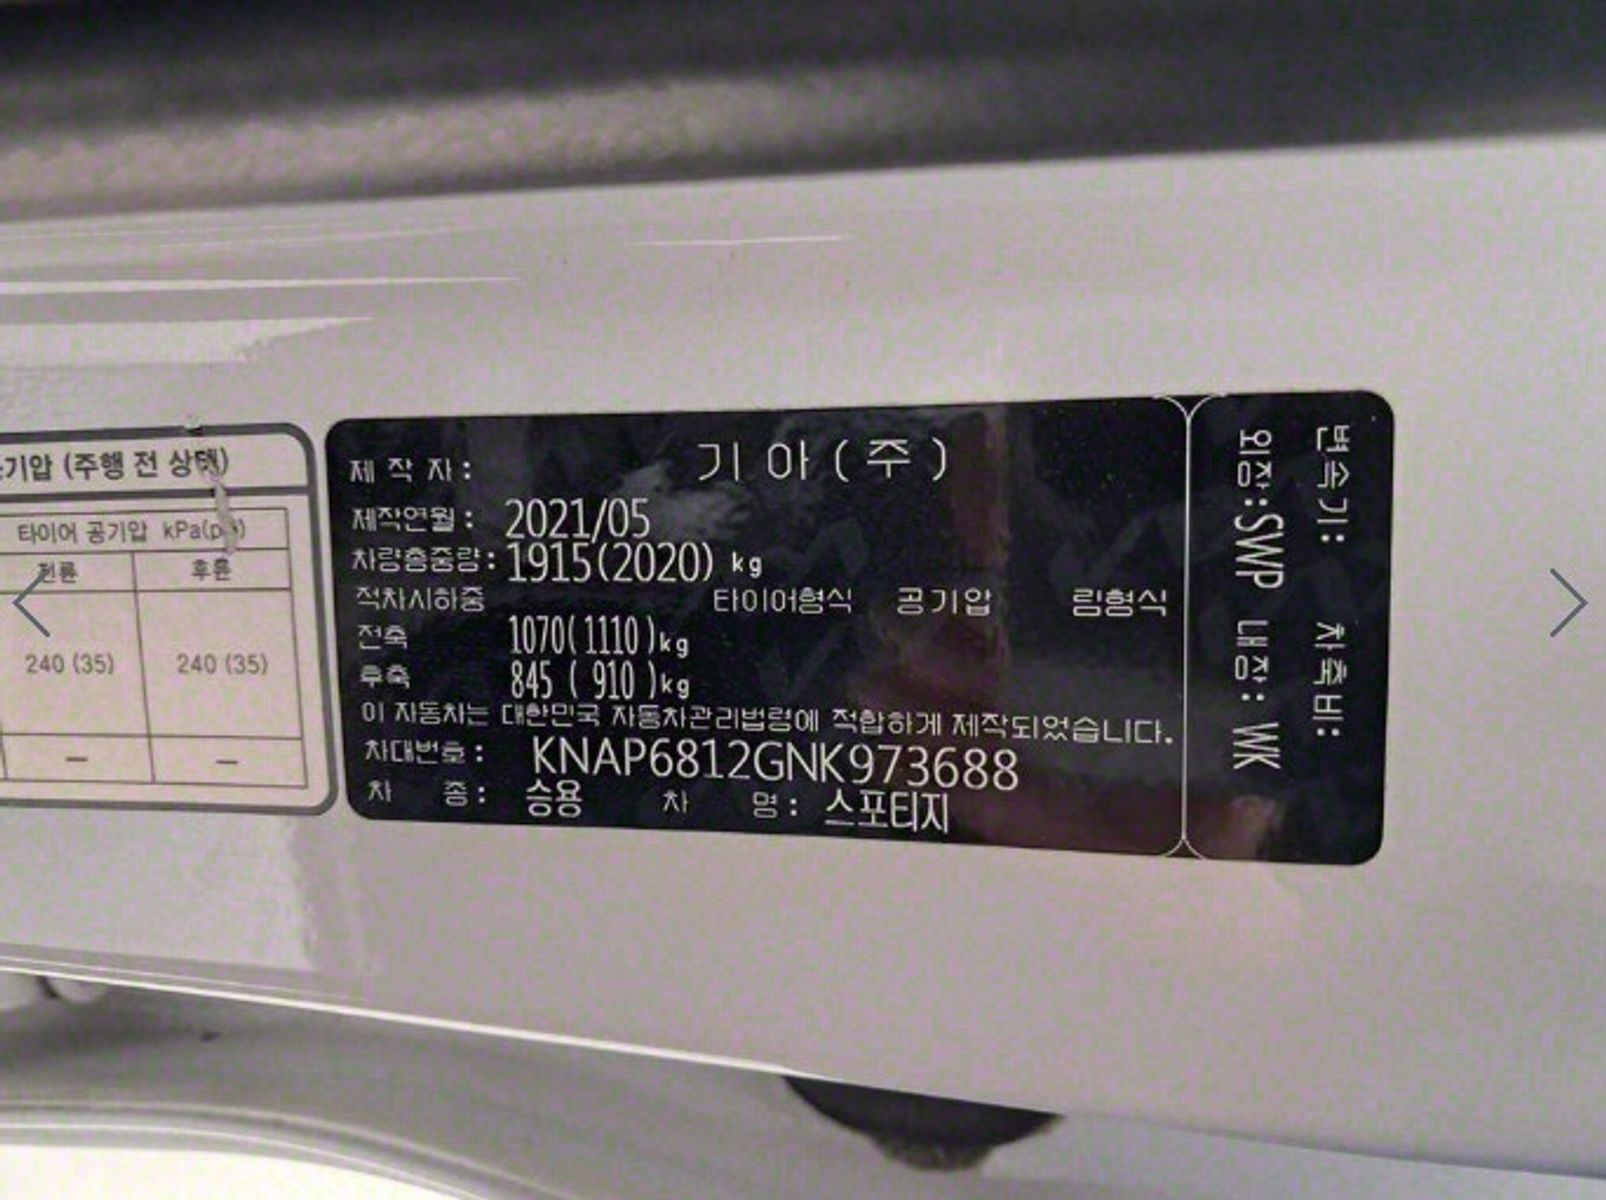 공기압 (주행 전 상태)
타이어 공기압 kPa(psi)
전륜 후륜
240 (35) 240 (35)
– –
제 작 자 : 기 아 ( 주 )
제작연월 : 2021/05
차량총중량 : 1915(2020) kg
적차시하중 타이어형식 공기압 림형식
전축 1070( 1110 )kg
후축 845 ( 910 )kg
이 자동차는 대한민국 자동차관리법령에 적합하게 제작되었습니다.
차대번호 : KNAP6812GNK973688
차 종 : 승용 차 명 : 스포티지
변속기: 차축비:
외장:SWP 내장: WK